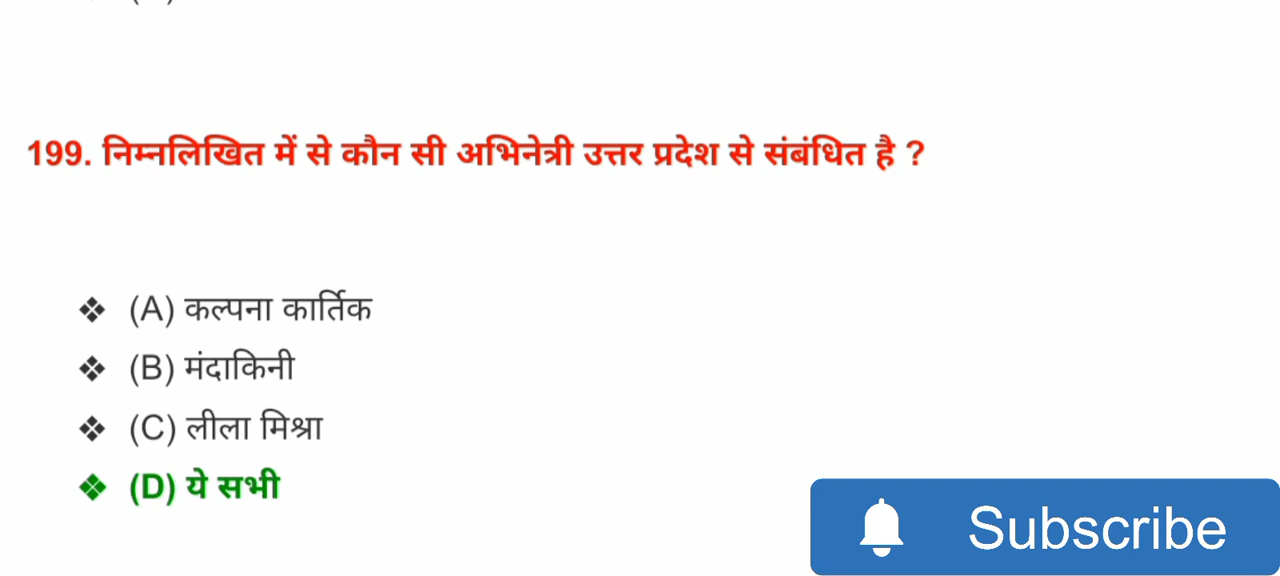 199. निम्नलिखित में से कौन सी अभिनेत्री उत्तर प्रदेश से संबंधित है ?
❖ (A) कल्पना कार्तिक
❖ (B) मंदाकिनी
❖ (C) लीला मिश्रा
❖ (D) ये सभी
Subscribe